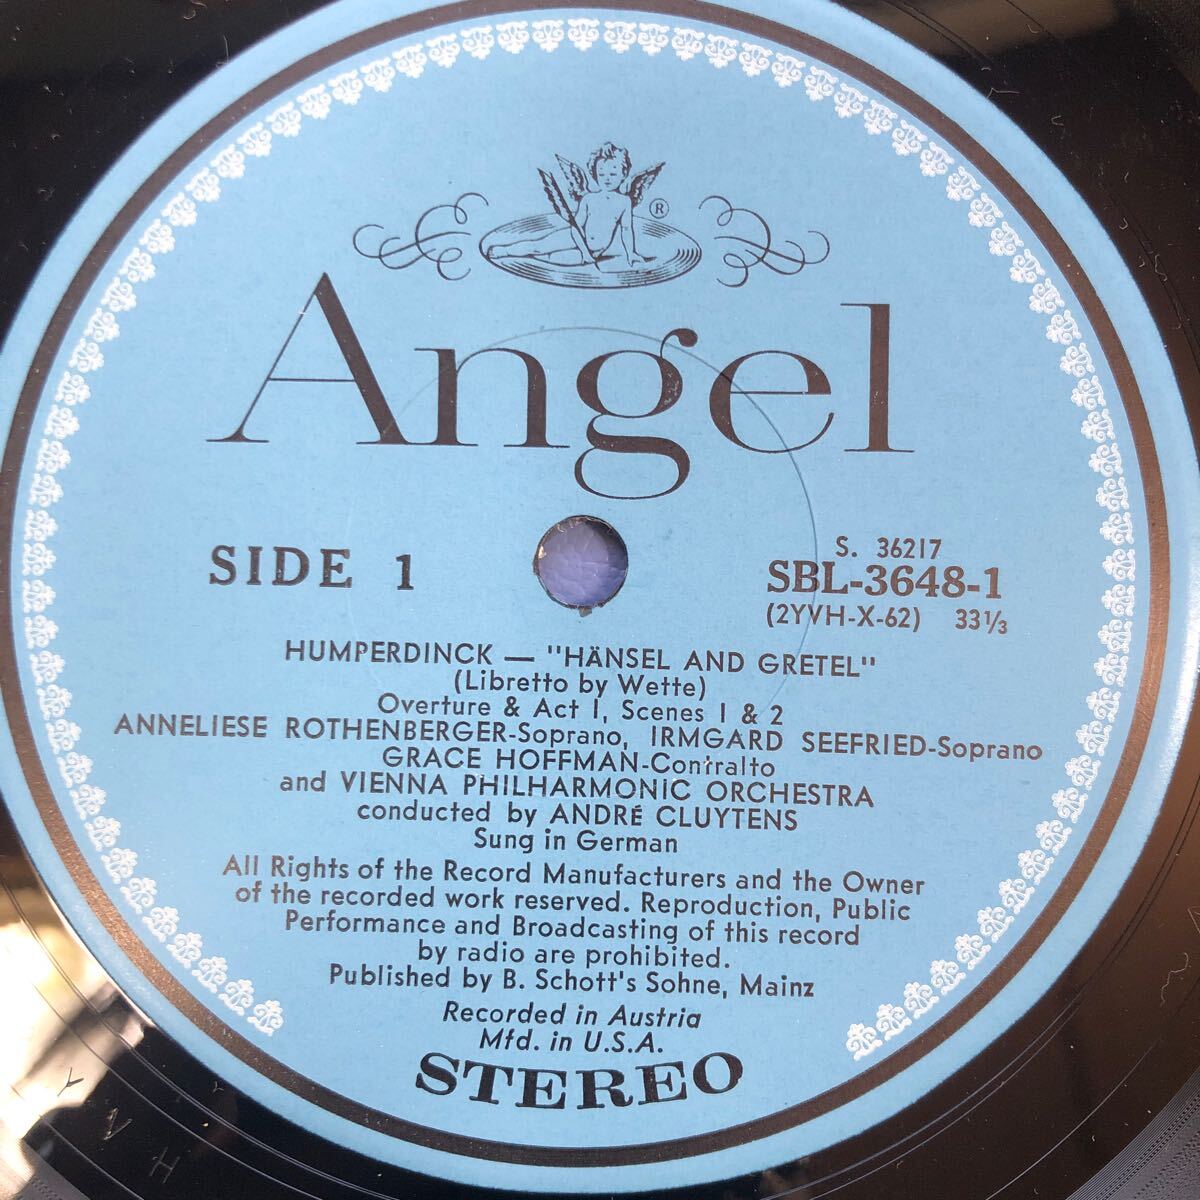 ®
Angel
SIDE 1
S. 36217
SBL-3648-1
(2YVH-X-62) 33⅓
HUMPERDINCK — "HÄNSEL AND GRETEL"
(Libretto by Wette)
Overture & Act I, Scenes I & 2
ANNELIESE ROTHENBERGER-Soprano, IRMGARD SEEFRIED-Soprano
GRACE HOFFMAN-Contralto
and VIENNA PHILHARMONIC ORCHESTRA
conducted by ANDRÉ CLUYTENS
Sung in German
All Rights of the Record Manufacturers and the Owner
of the recorded work reserved. Reproduction, Public
Performance and Broadcasting of this record
by radio are prohibited.
Published by B. Schott's Sohne, Mainz
Recorded in Austria
Mfd. in U.S.A.
STEREO